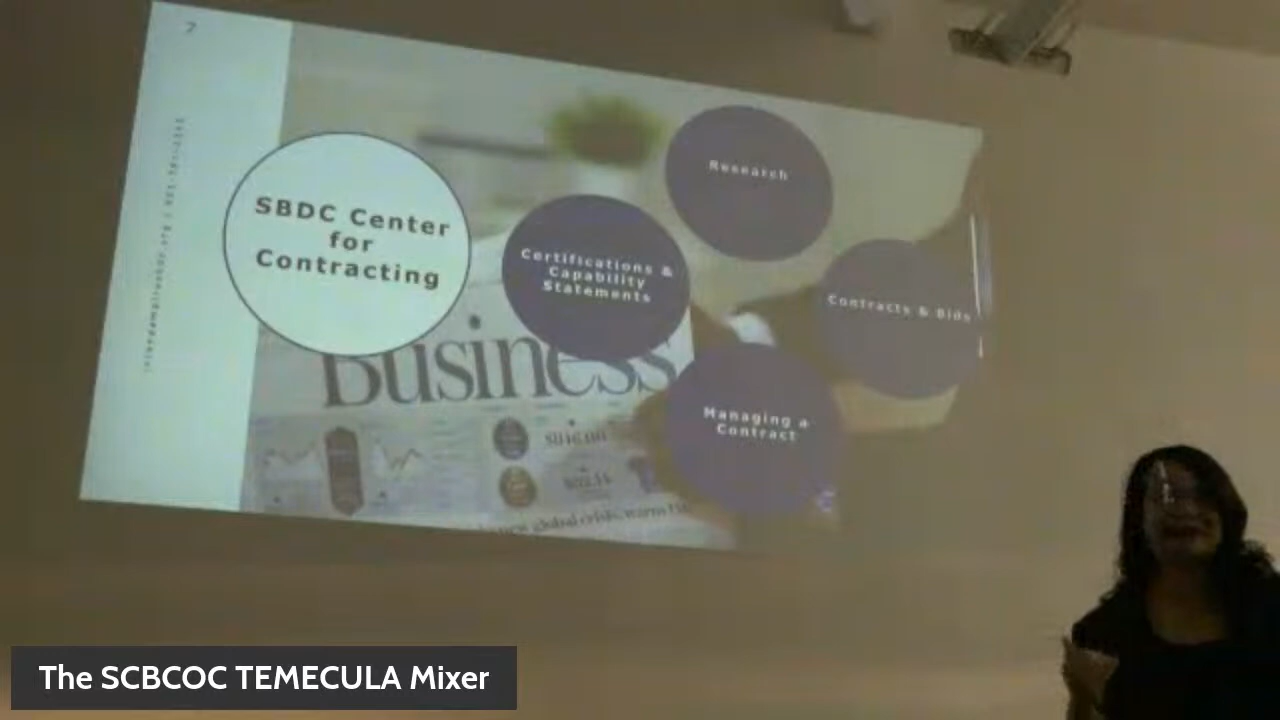 7
SBDC Center
for
Contracting
Certifications &
Capability
Statements
Research
Contracts & Bids
Managing a
Contract
Business
The SCBCOC TEMECULA Mixer